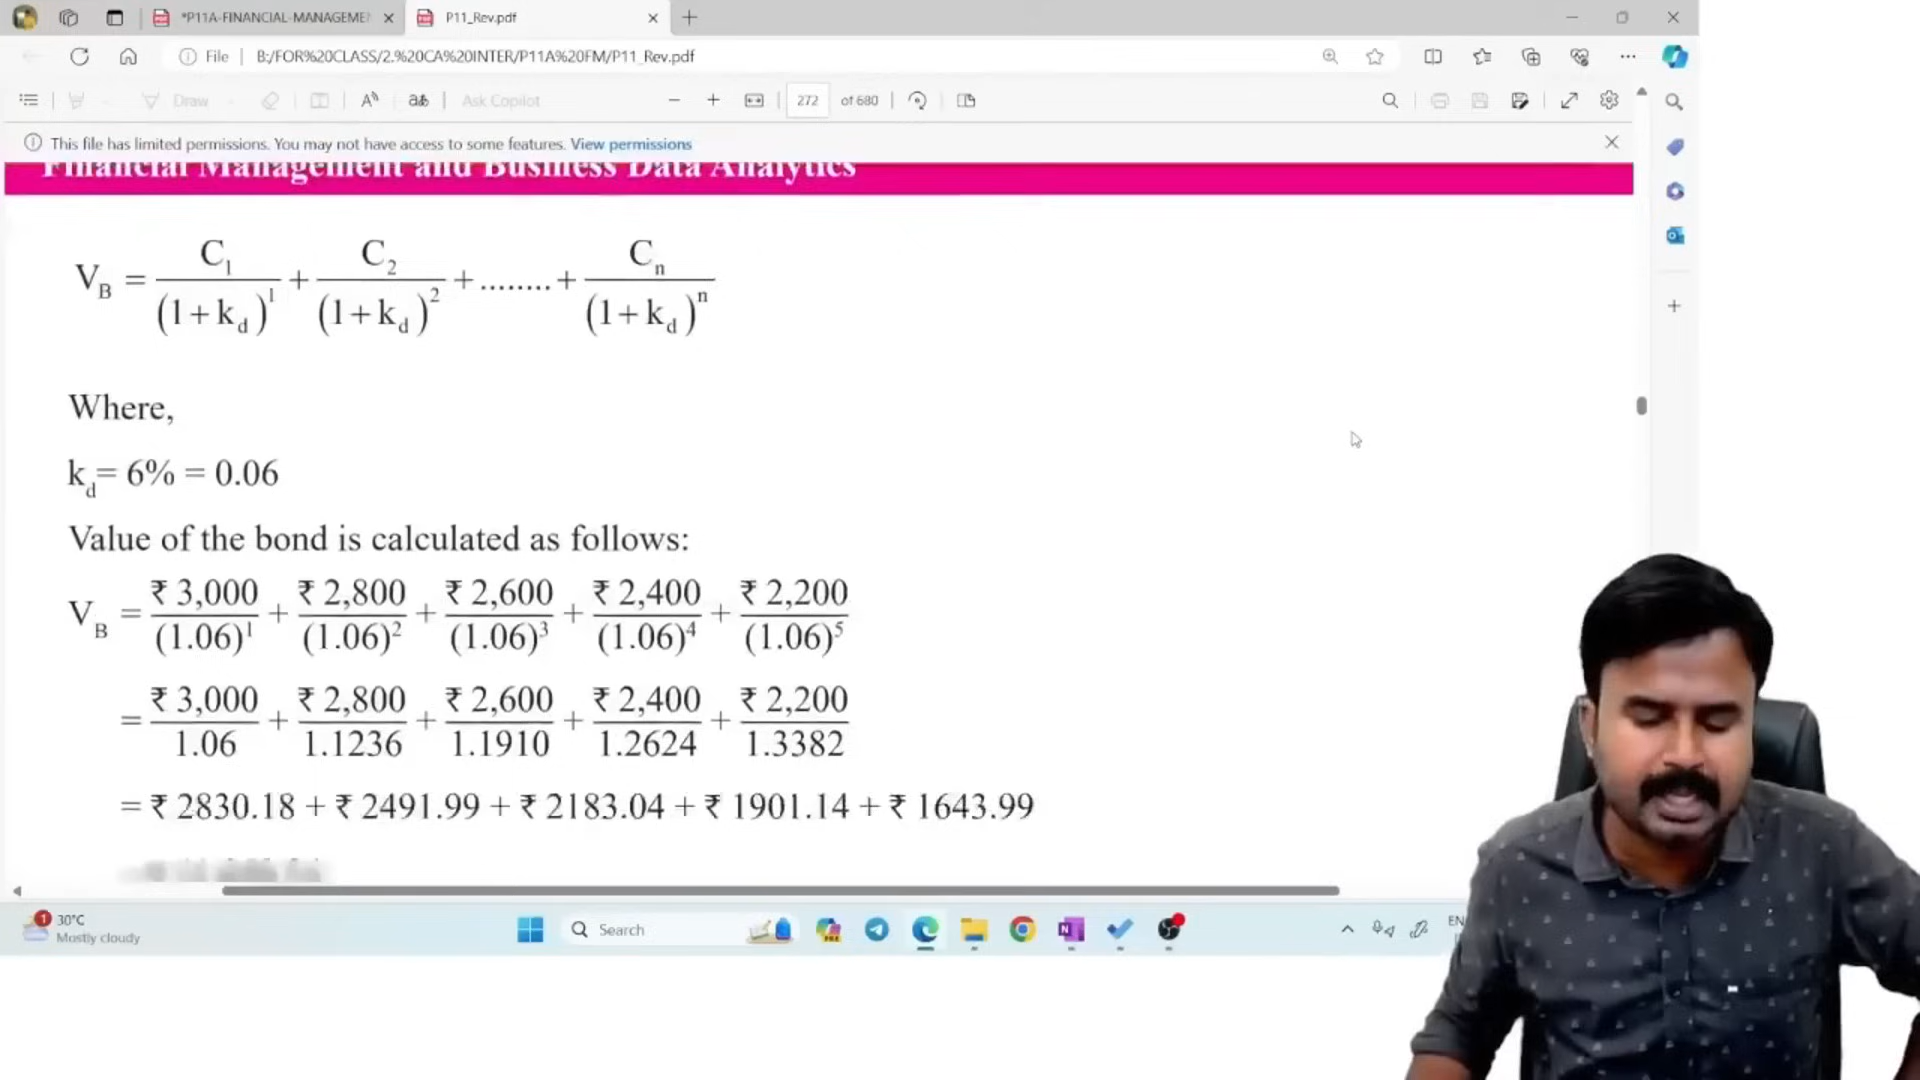 *P11A-FINANCIAL-MANAGEME
P11_Rev.pdf
File
B:/FOR%20CLASS/2.%20CA%20INTER/P11A%20FM/P11_Rev.pdf
Draw
Ask Copilot
272 of 680
This file has limited permissions. You may not have access to some features. View permissions
Financial Management and Business Data Analytics
V_B = C_1/(1 + k_d)^1 + C_2/(1 + k_d)^2 + ........ + C_n/(1 + k_d)^n
Where,
k_d = 6% = 0.06
Value of the bond is calculated as follows:
V_B = ₹ 3,000/(1.06)^1 + ₹ 2,800/(1.06)^2 + ₹ 2,600/(1.06)^3 + ₹ 2,400/(1.06)^4 + ₹ 2,200/(1.06)^5
= ₹ 3,000/1.06 + ₹ 2,800/1.1236 + ₹ 2,600/1.1910 + ₹ 2,400/1.2624 + ₹ 2,200/1.3382
= ₹ 2830.18 + ₹ 2491.99 + ₹ 2183.04 + ₹ 1901.14 + ₹ 1643.99
1
30°C
Mostly cloudy
Search
EN